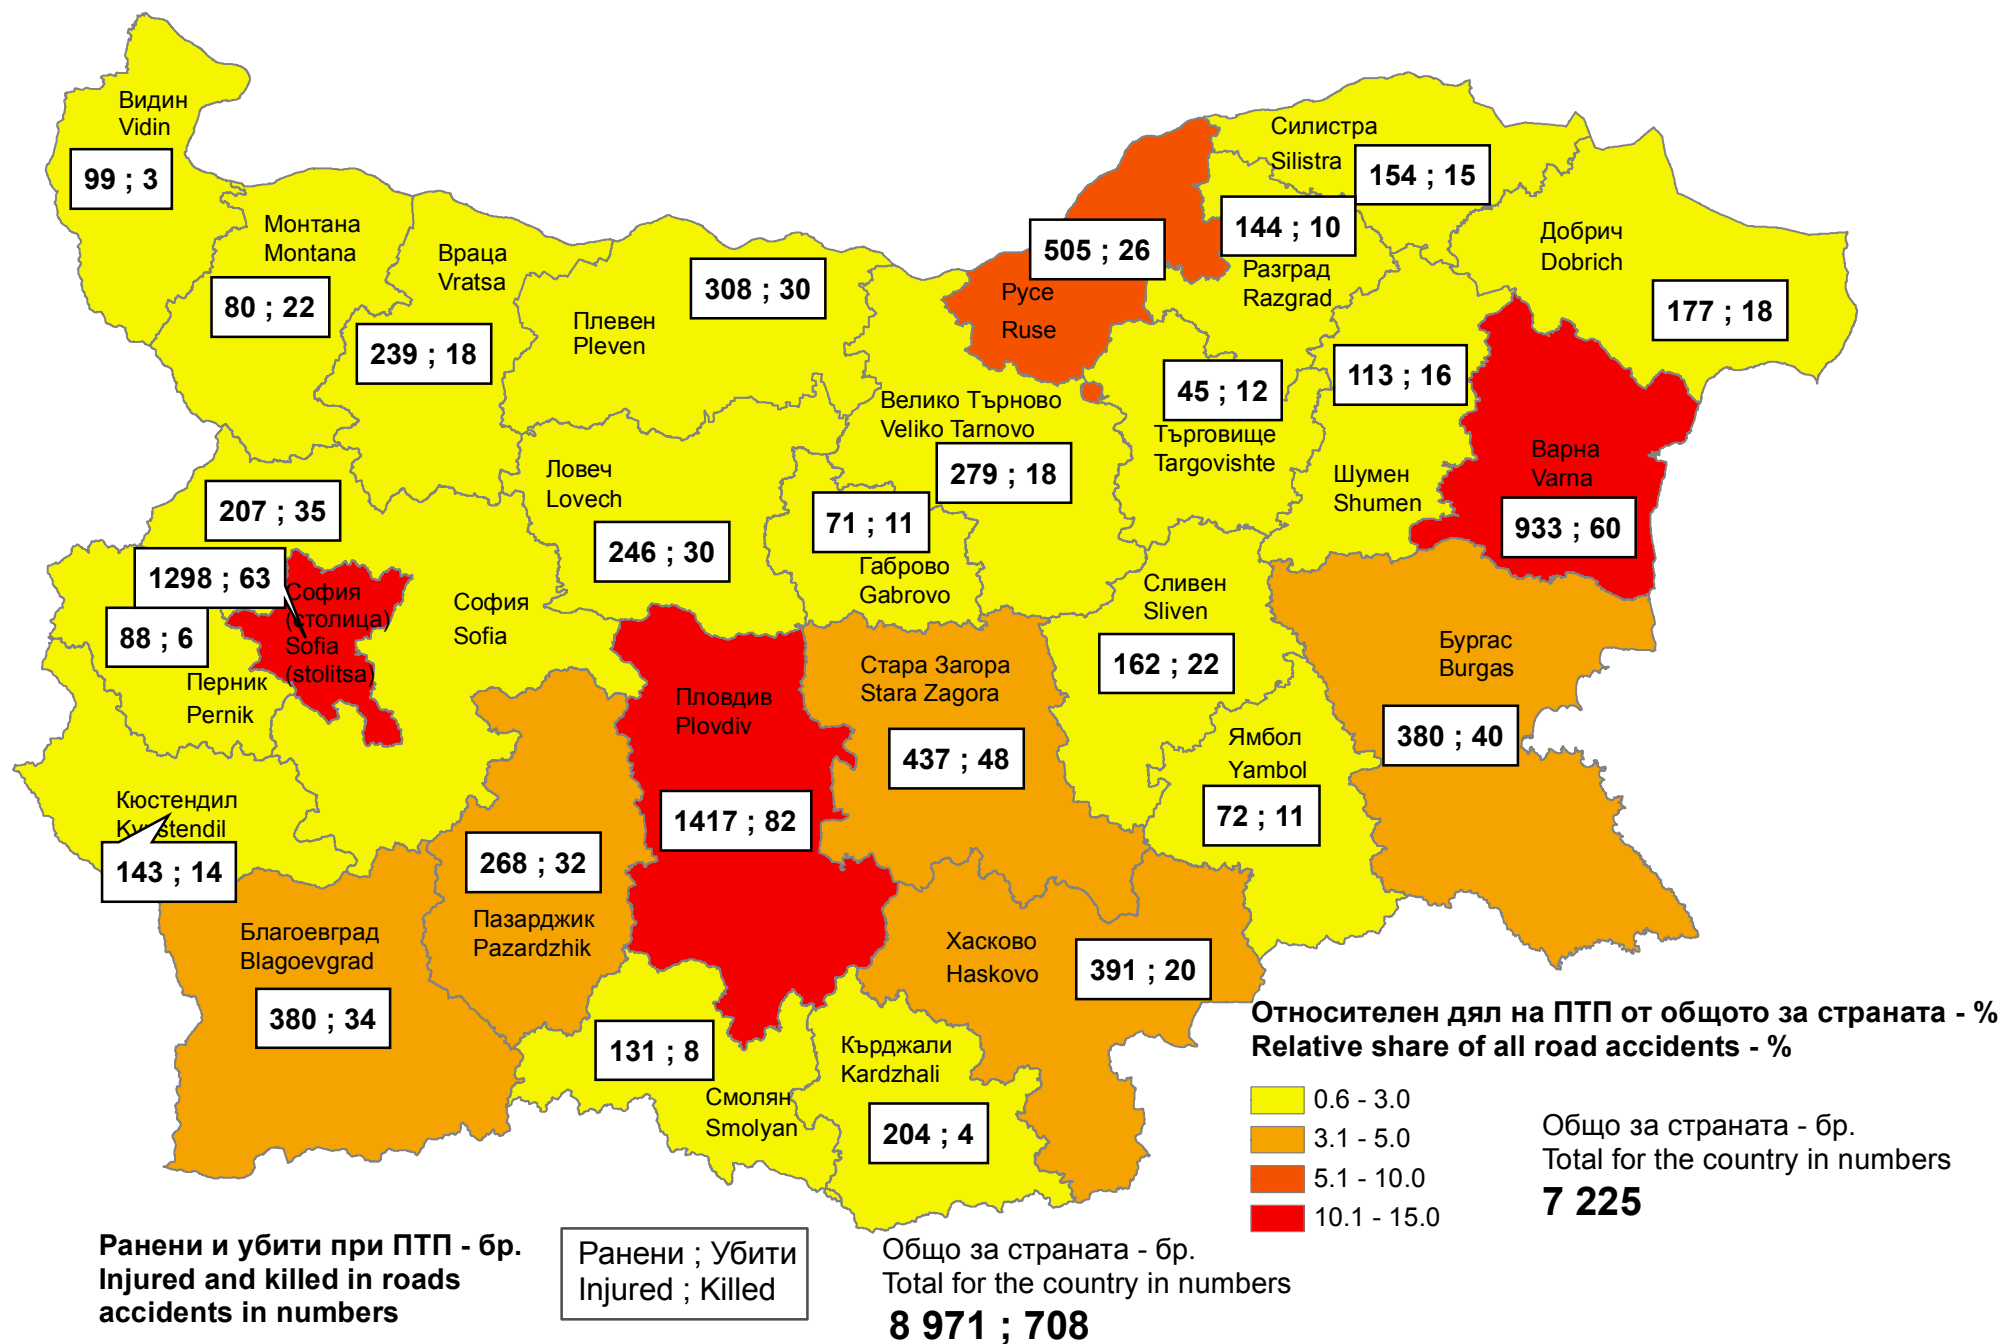 Видин
Vidin
99 ; 3
Монтана
Montana
80 ; 22
Враца
Vratsa
239 ; 18
Плевен
Pleven
308 ; 30
Русе
Ruse
505 ; 26
Силистра
Silistra
154 ; 15
144 ; 10
Разград
Razgrad
Добрич
Dobrich
177 ; 18
Велико Търново
Veliko Tarnovo
279 ; 18
45 ; 12
Търговище
Targovishte
113 ; 16
Шумен
Shumen
Варна
Varna
933 ; 60
Ловеч
Lovech
246 ; 30
71 ; 11
Габрово
Gabrovo
207 ; 35
София
Sofia
1298 ; 63
София
(столица)
Sofia
(stolitsa)
88 ; 6
Перник
Pernik
Сливен
Sliven
162 ; 22
Бургас
Burgas
380 ; 40
Стара Загора
Stara Zagora
437 ; 48
Пловдив
Plovdiv
1417 ; 82
Ямбол
Yambol
72 ; 11
Кюстендил
Kyustendil
143 ; 14
268 ; 32
Пазарджик
Pazardzhik
Благоевград
Blagoevgrad
380 ; 34
Хасково
Haskovo
391 ; 20
131 ; 8
Смолян
Smolyan
Кърджали
Kardzhali
204 ; 4
Относителен дял на ПТП от общото за страната - %
Relative share of all road accidents - %
0.6 - 3.0
3.1 - 5.0
5.1 - 10.0
10.1 - 15.0
Общо за страната - бр.
Total for the country in numbers
7 225
Ранени и убити при ПТП - бр.
Injured and killed in roads
accidents in numbers
Ранени ; Убити
Injured ; Killed
Общо за страната - бр.
Total for the country in numbers
8 971 ; 708